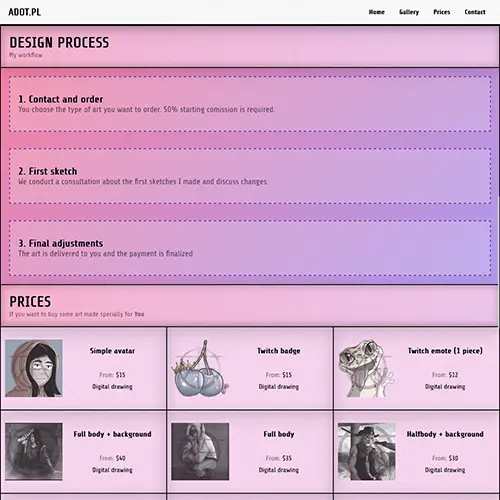 ADOT.PL
Home Gallery Prices Contact
DESIGN PROCESS
My workflow
1. Contact and order
You choose the type of art you want to order. 50% starting comission is required.
2. First sketch
We conduct a consultation about the first sketches I made and discuss changes.
3. Final adjustments
The art is delivered to you and the payment is finalized
PRICES
If you want to buy some art made specially for You
Simple avatar
From: $15
Digital drawing
Twitch badge
From: $15
Digital drawing
Twitch emote (1 piece)
From: $12
Digital drawing
Full body + background
From: $40
Digital drawing
Full body
From: $35
Digital drawing
Halfbody + background
From: $30
Digital drawing